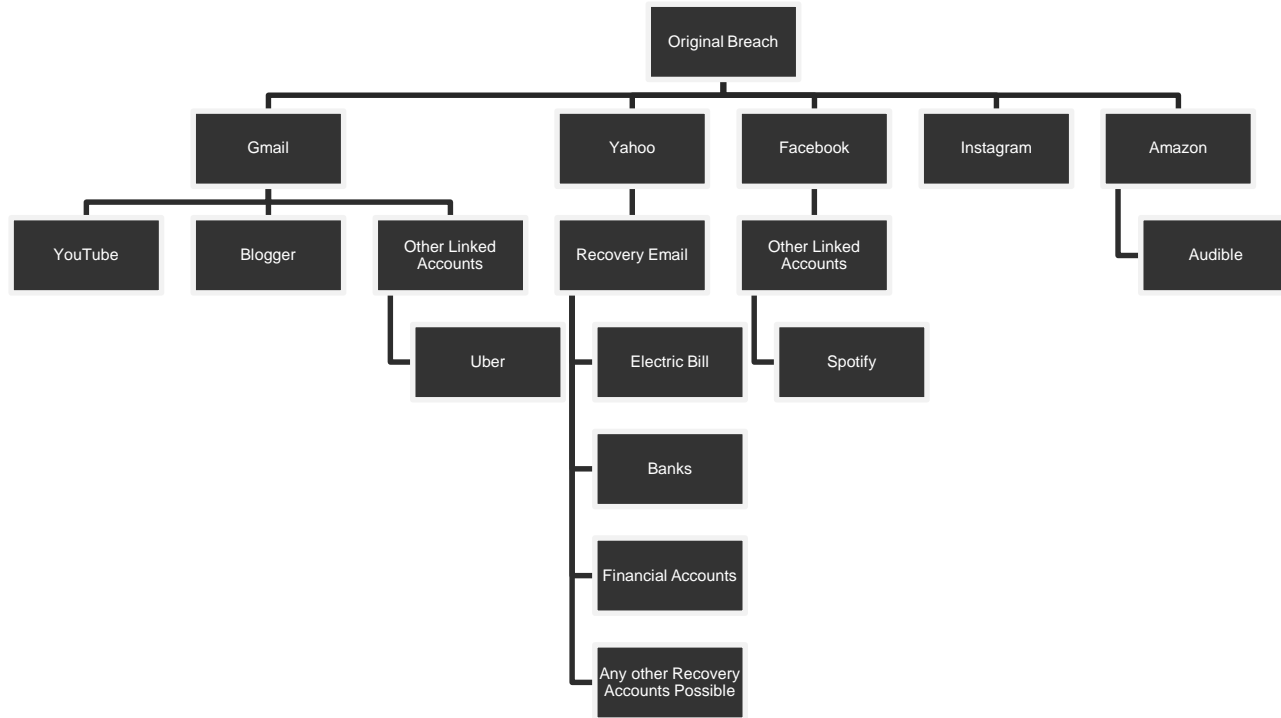 Original Breach
Gmail
Yahoo
Facebook
Instagram
Amazon
YouTube
Blogger
Other Linked
Accounts
Recovery Email
Other Linked
Accounts
Audible
Uber
Electric Bill
Spotify
Banks
Financial Accounts
Any other Recovery
Accounts Possible